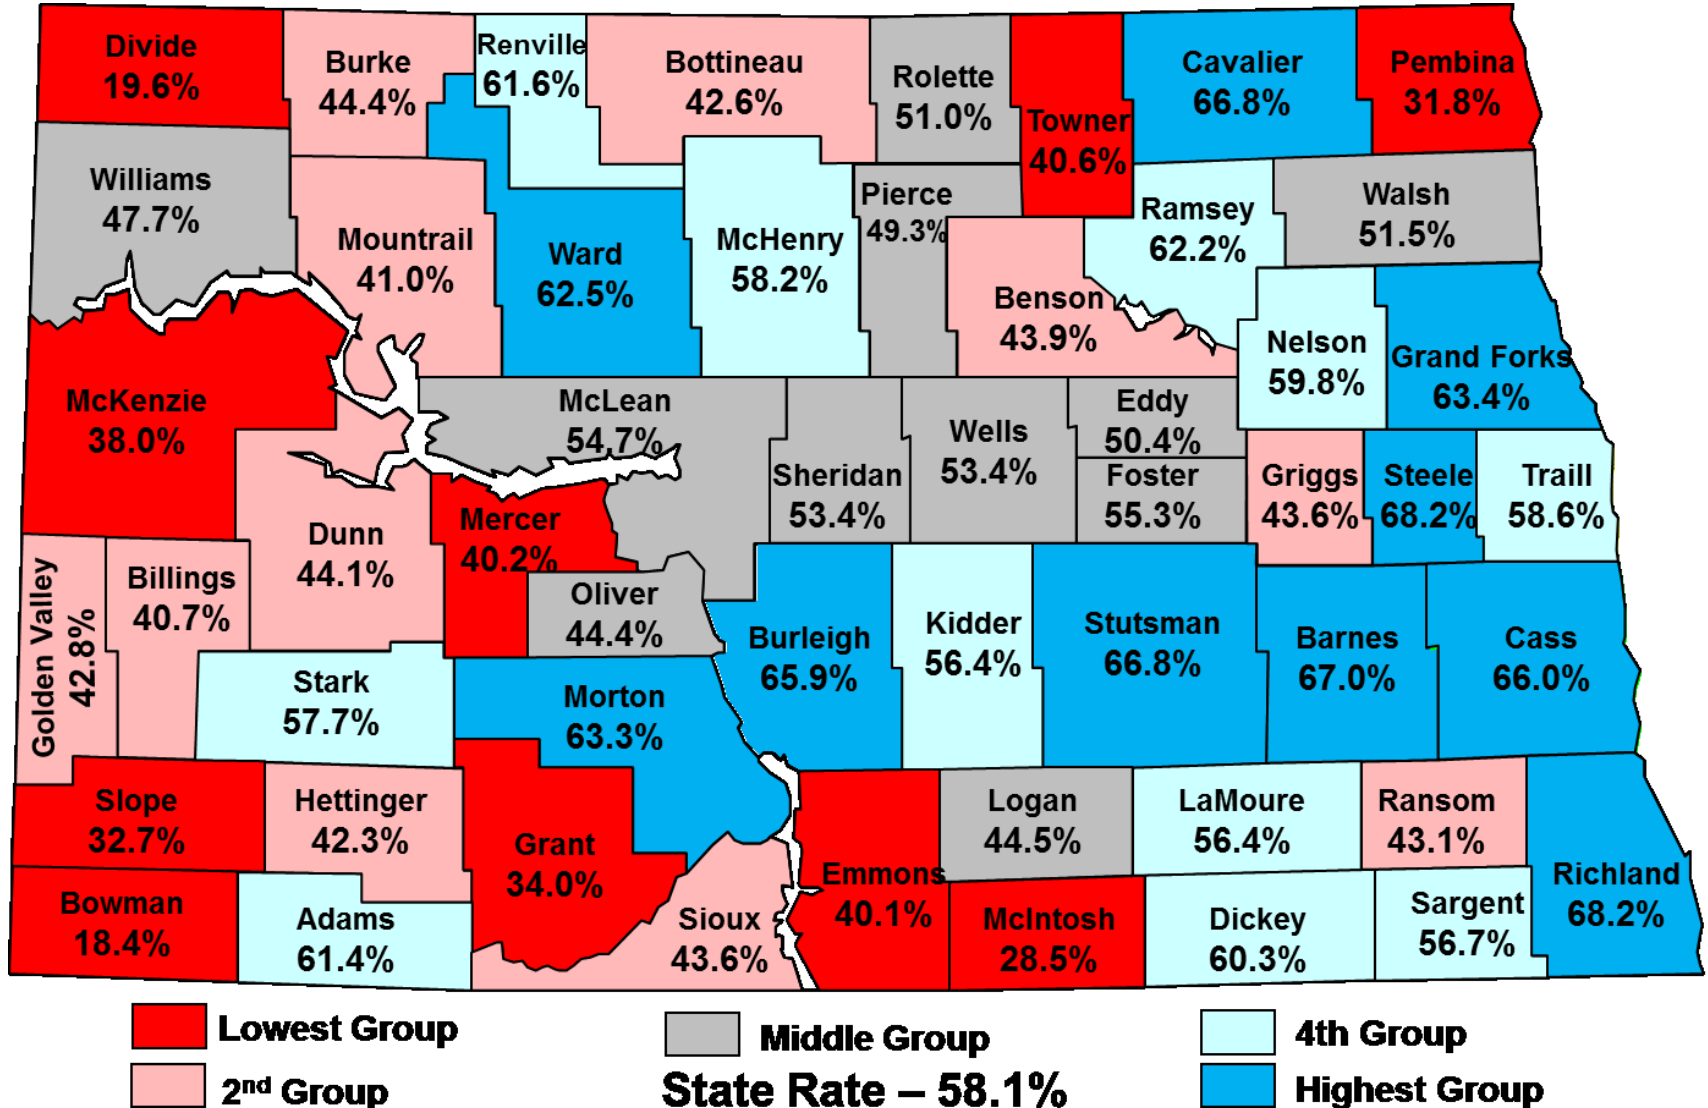 Divide
19.6%
Burke
44.4%
Renville
61.6%
Bottineau
42.6%
Rolette
51.0%
Towner
40.6%
Cavalier
66.8%
Pembina
31.8%
Williams
47.7%
Mountrail
41.0%
Ward
62.5%
McHenry
58.2%
Pierce
49.3%
Benson
43.9%
Ramsey
62.2%
Walsh
51.5%
McKenzie
38.0%
McLean
54.7%
Sheridan
53.4%
Wells
53.4%
Eddy
50.4%
Foster
55.3%
Nelson
59.8%
Grand Forks
63.4%
Griggs
43.6%
Steele
68.2%
Traill
58.6%
Golden Valley
42.8%
Billings
40.7%
Dunn
44.1%
Mercer
40.2%
Oliver
44.4%
Stark
57.7%
Morton
63.3%
Burleigh
65.9%
Kidder
56.4%
Stutsman
66.8%
Barnes
67.0%
Cass
66.0%
Slope
32.7%
Hettinger
42.3%
Grant
34.0%
Bowman
18.4%
Adams
61.4%
Sioux
43.6%
Emmons
40.1%
Logan
44.5%
McIntosh
28.5%
LaMoure
56.4%
Dickey
60.3%
Ransom
43.1%
Sargent
56.7%
Richland
68.2%
Lowest Group
2nd Group
Middle Group
State Rate – 58.1%
4th Group
Highest Group